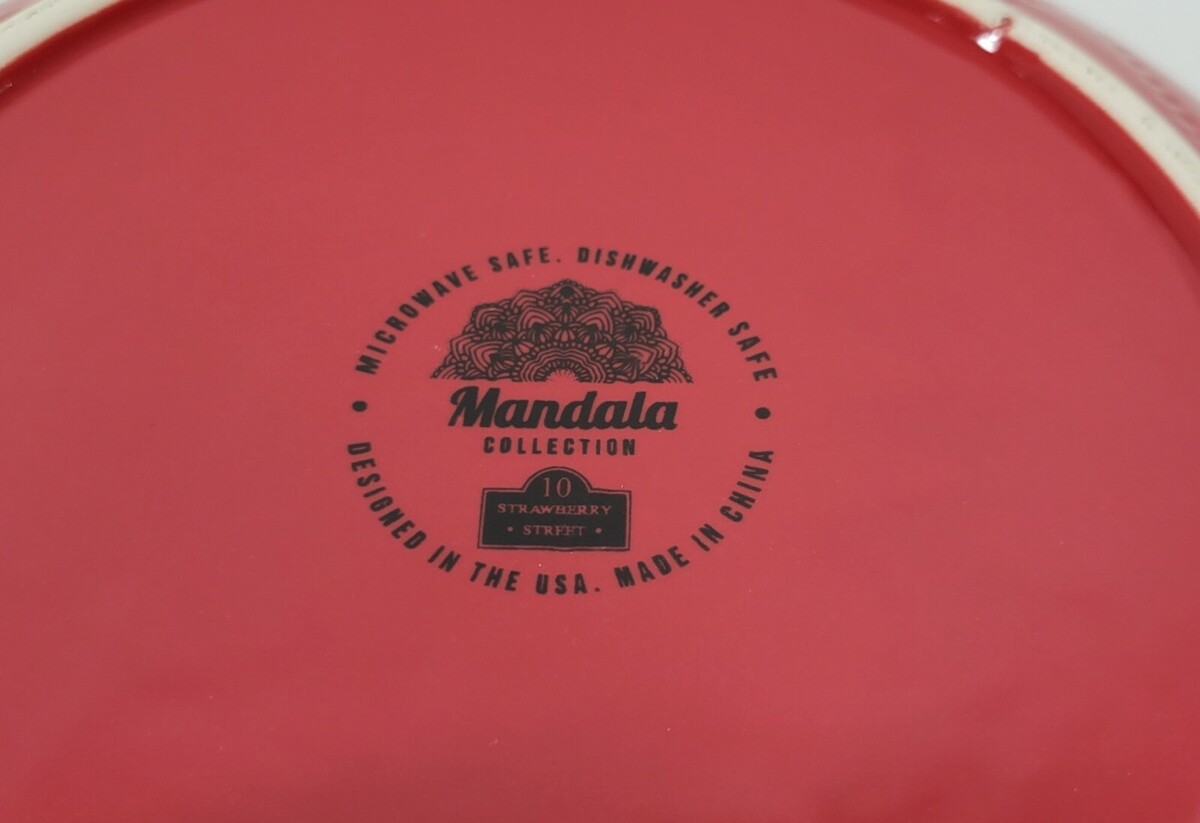 MICROWAVE SAFE. DISHWASHER SAFE
Mandala
COLLECTION
10
STRAWBERRY
• STREET •
DESIGNED IN THE USA. MADE IN CHINA